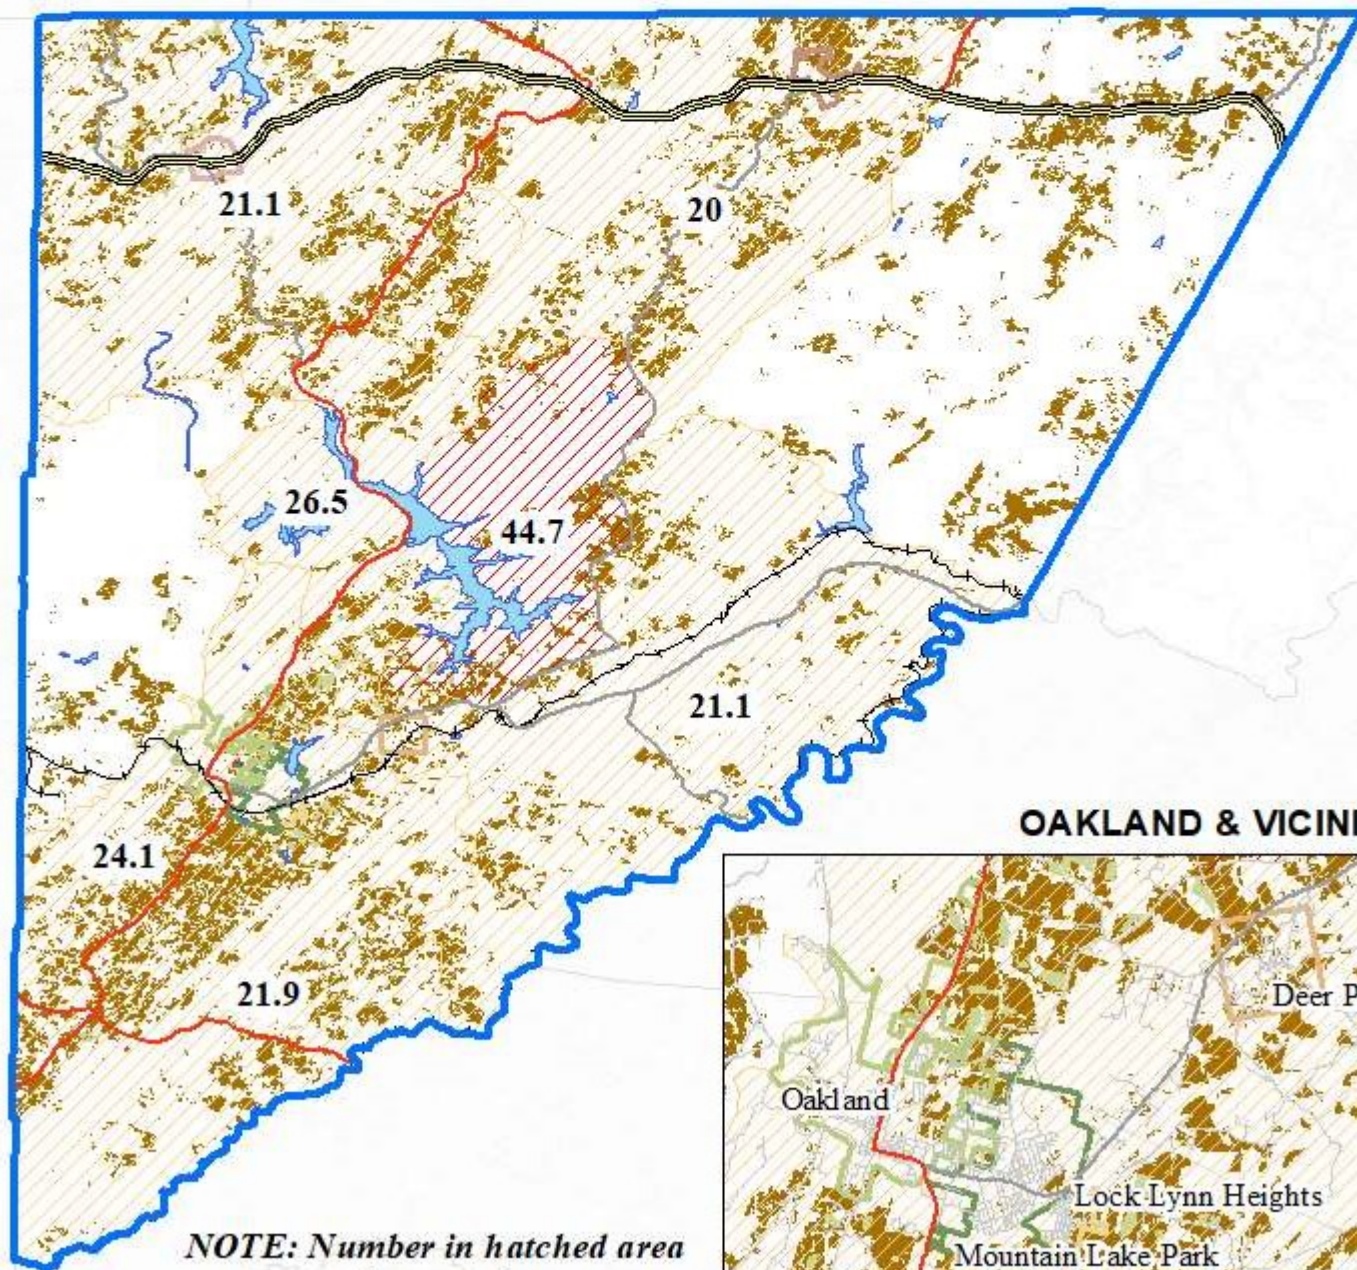 21.1
20
26.5
44.7
21.1
24.1
21.9
OAKLAND & VICINI
Deer P
Oakland
Lock Lynn Heights
Mountain Lake Park
NOTE: Number in hatched area